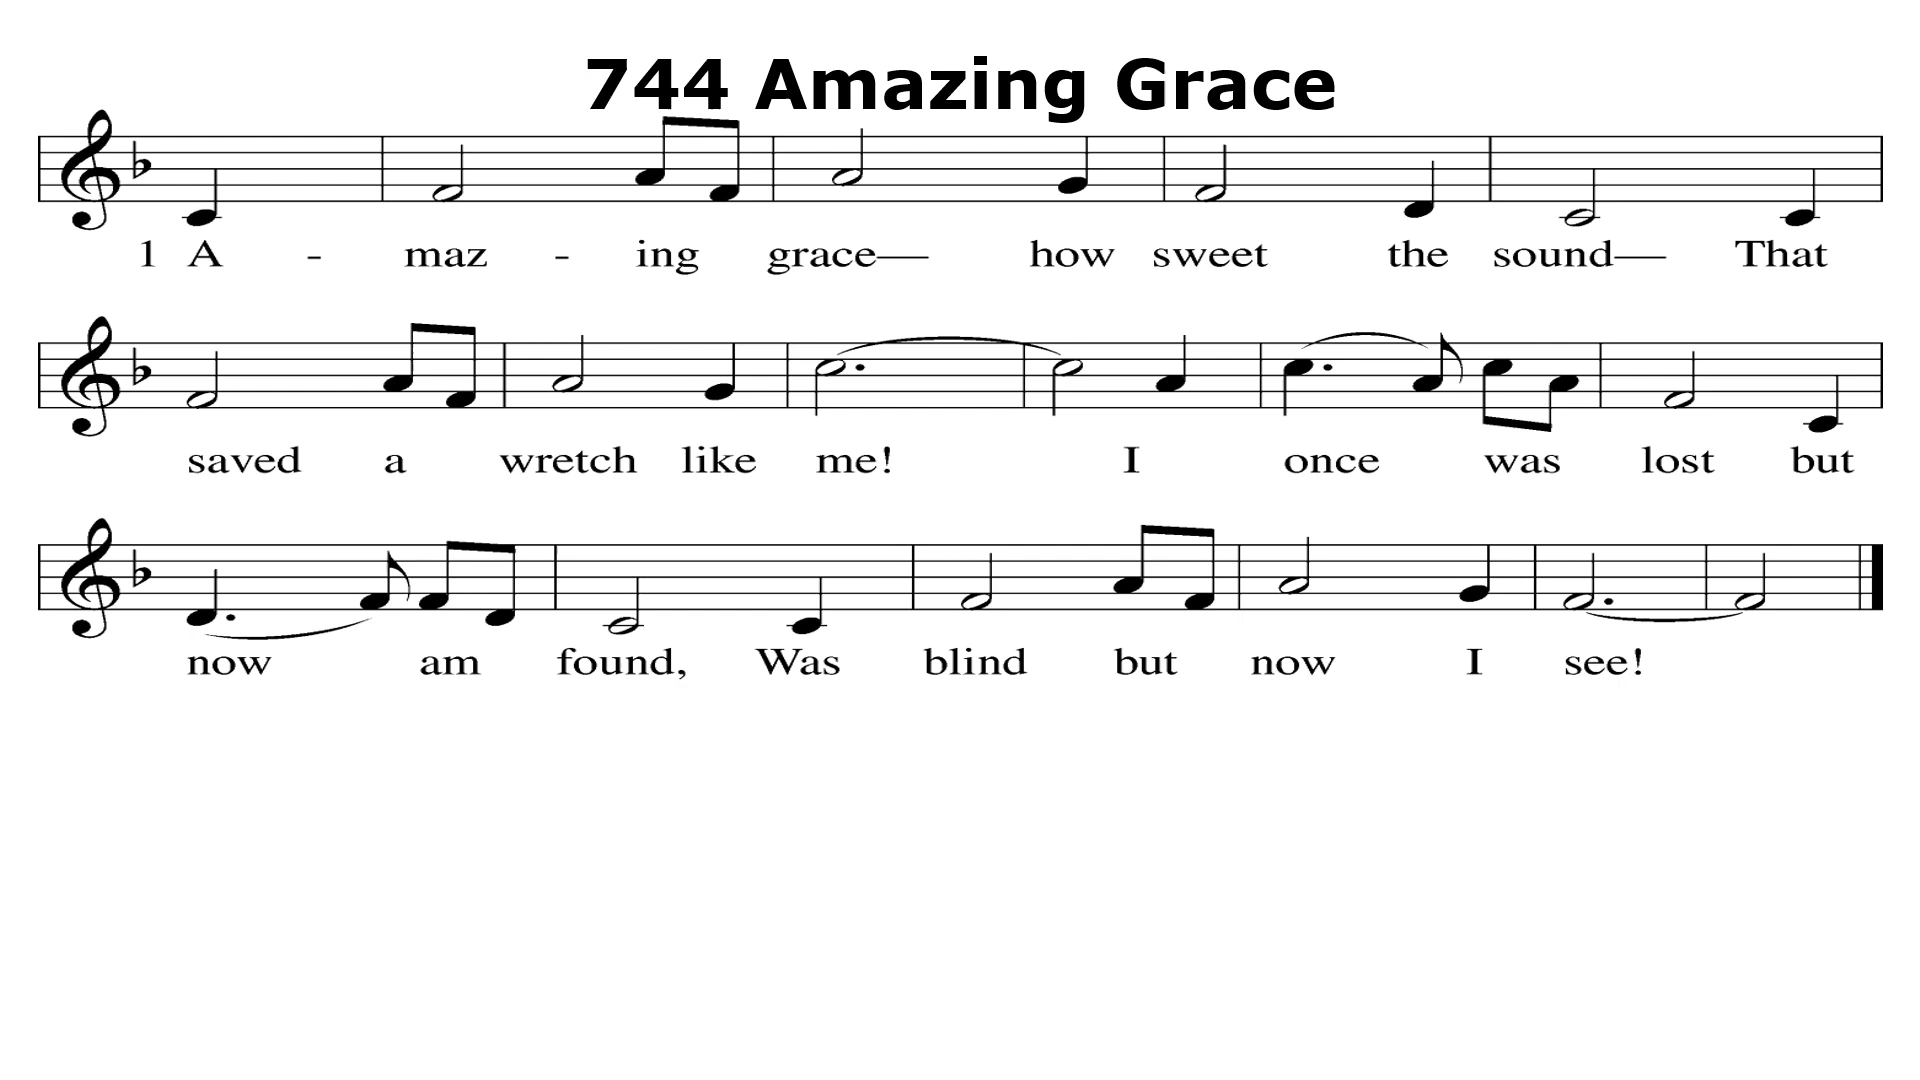 744 Amazing Grace
1 A - maz - ing grace— how sweet the sound— That
saved a wretch like me! I once was lost but
now am found, Was blind but now I see!